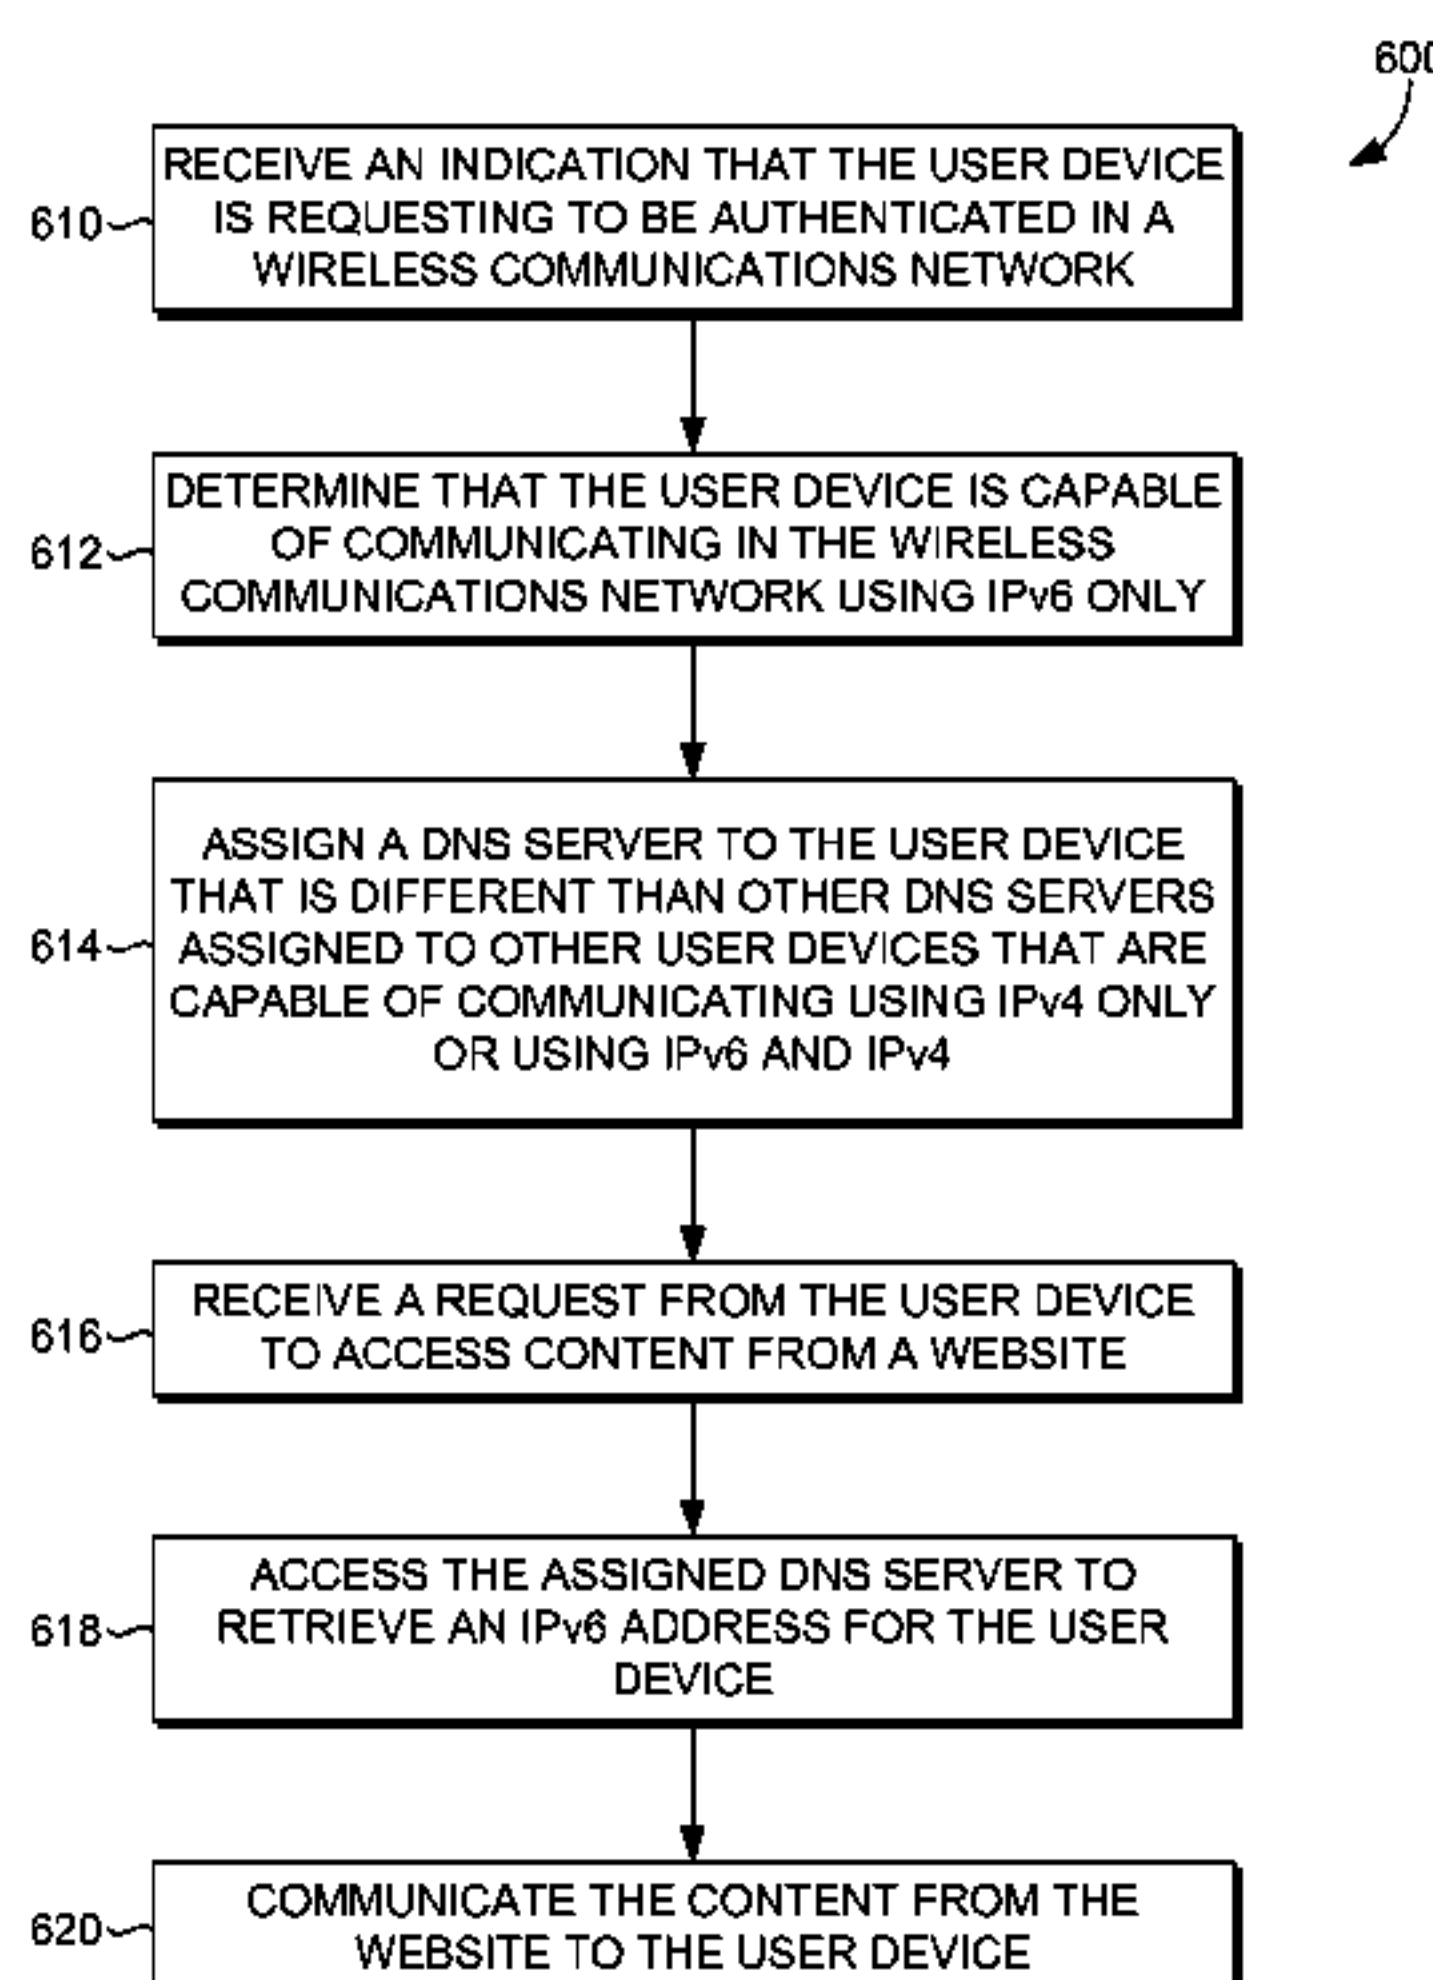 600
RECEIVE AN INDICATION THAT THE USER DEVICE
IS REQUESTING TO BE AUTHENTICATED IN A
WIRELESS COMMUNICATIONS NETWORK
610
DETERMINE THAT THE USER DEVICE IS CAPABLE
OF COMMUNICATING IN THE WIRELESS
COMMUNICATIONS NETWORK USING IPv6 ONLY
612
ASSIGN A DNS SERVER TO THE USER DEVICE
THAT IS DIFFERENT THAN OTHER DNS SERVERS
ASSIGNED TO OTHER USER DEVICES THAT ARE
CAPABLE OF COMMUNICATING USING IPv4 ONLY
OR USING IPv6 AND IPv4
614
RECEIVE A REQUEST FROM THE USER DEVICE
TO ACCESS CONTENT FROM A WEBSITE
616
ACCESS THE ASSIGNED DNS SERVER TO
RETRIEVE AN IPv6 ADDRESS FOR THE USER
DEVICE
618
COMMUNICATE THE CONTENT FROM THE
WEBSITE TO THE USER DEVICE
620